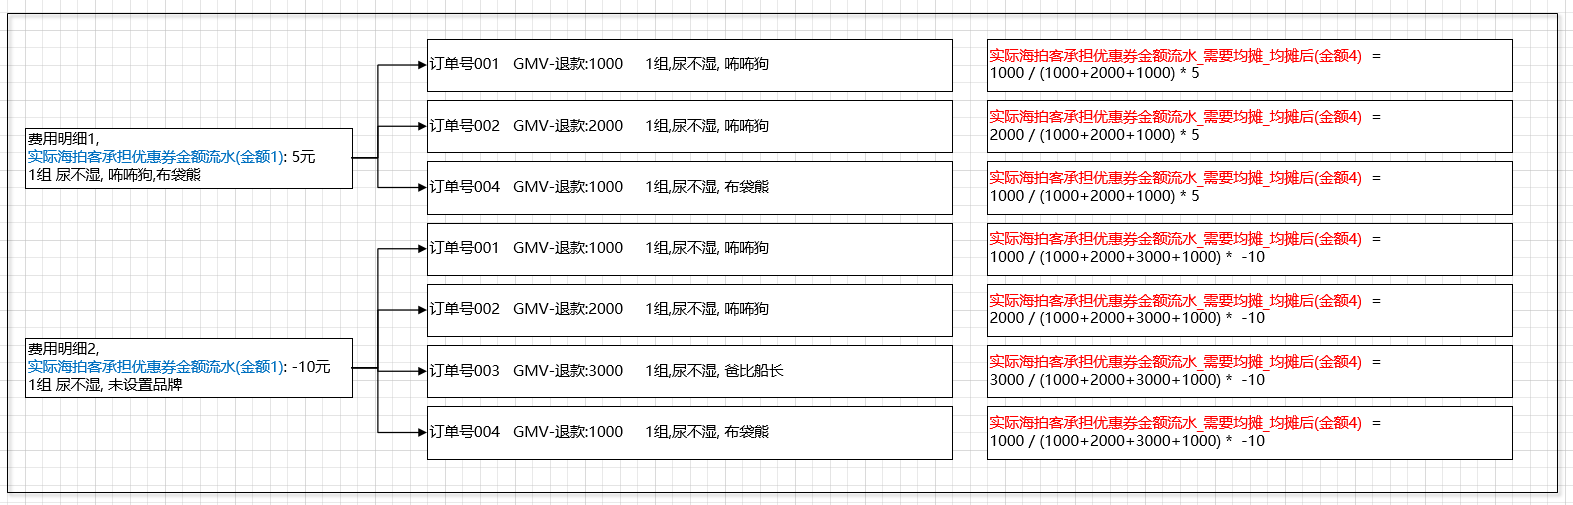 费用明细1,
实际海拍客承担优惠券金额流水(金额1): 5元
1组 尿不湿, 咘咘狗,布袋熊
订单号001 GMV-退款:1000 1组,尿不湿, 咘咘狗
实际海拍客承担优惠券金额流水_需要均摊_均摊后(金额4) =
1000 / (1000+2000+1000) * 5
订单号002 GMV-退款:2000 1组,尿不湿, 咘咘狗
实际海拍客承担优惠券金额流水_需要均摊_均摊后(金额4) =
2000 / (1000+2000+1000) * 5
订单号004 GMV-退款:1000 1组,尿不湿, 布袋熊
实际海拍客承担优惠券金额流水_需要均摊_均摊后(金额4) =
1000 / (1000+2000+1000) * 5
费用明细2,
实际海拍客承担优惠券金额流水(金额1): -10元
1组 尿不湿, 未设置品牌
订单号001 GMV-退款:1000 1组,尿不湿, 咘咘狗
实际海拍客承担优惠券金额流水_需要均摊_均摊后(金额4) =
1000 / (1000+2000+3000+1000) * -10
订单号002 GMV-退款:2000 1组,尿不湿, 咘咘狗
实际海拍客承担优惠券金额流水_需要均摊_均摊后(金额4) =
2000 / (1000+2000+3000+1000) * -10
订单号003 GMV-退款:3000 1组,尿不湿, 爸比船长
实际海拍客承担优惠券金额流水_需要均摊_均摊后(金额4) =
3000 / (1000+2000+3000+1000) * -10
订单号004 GMV-退款:1000 1组,尿不湿, 布袋熊
实际海拍客承担优惠券金额流水_需要均摊_均摊后(金额4) =
1000 / (1000+2000+3000+1000) * -10